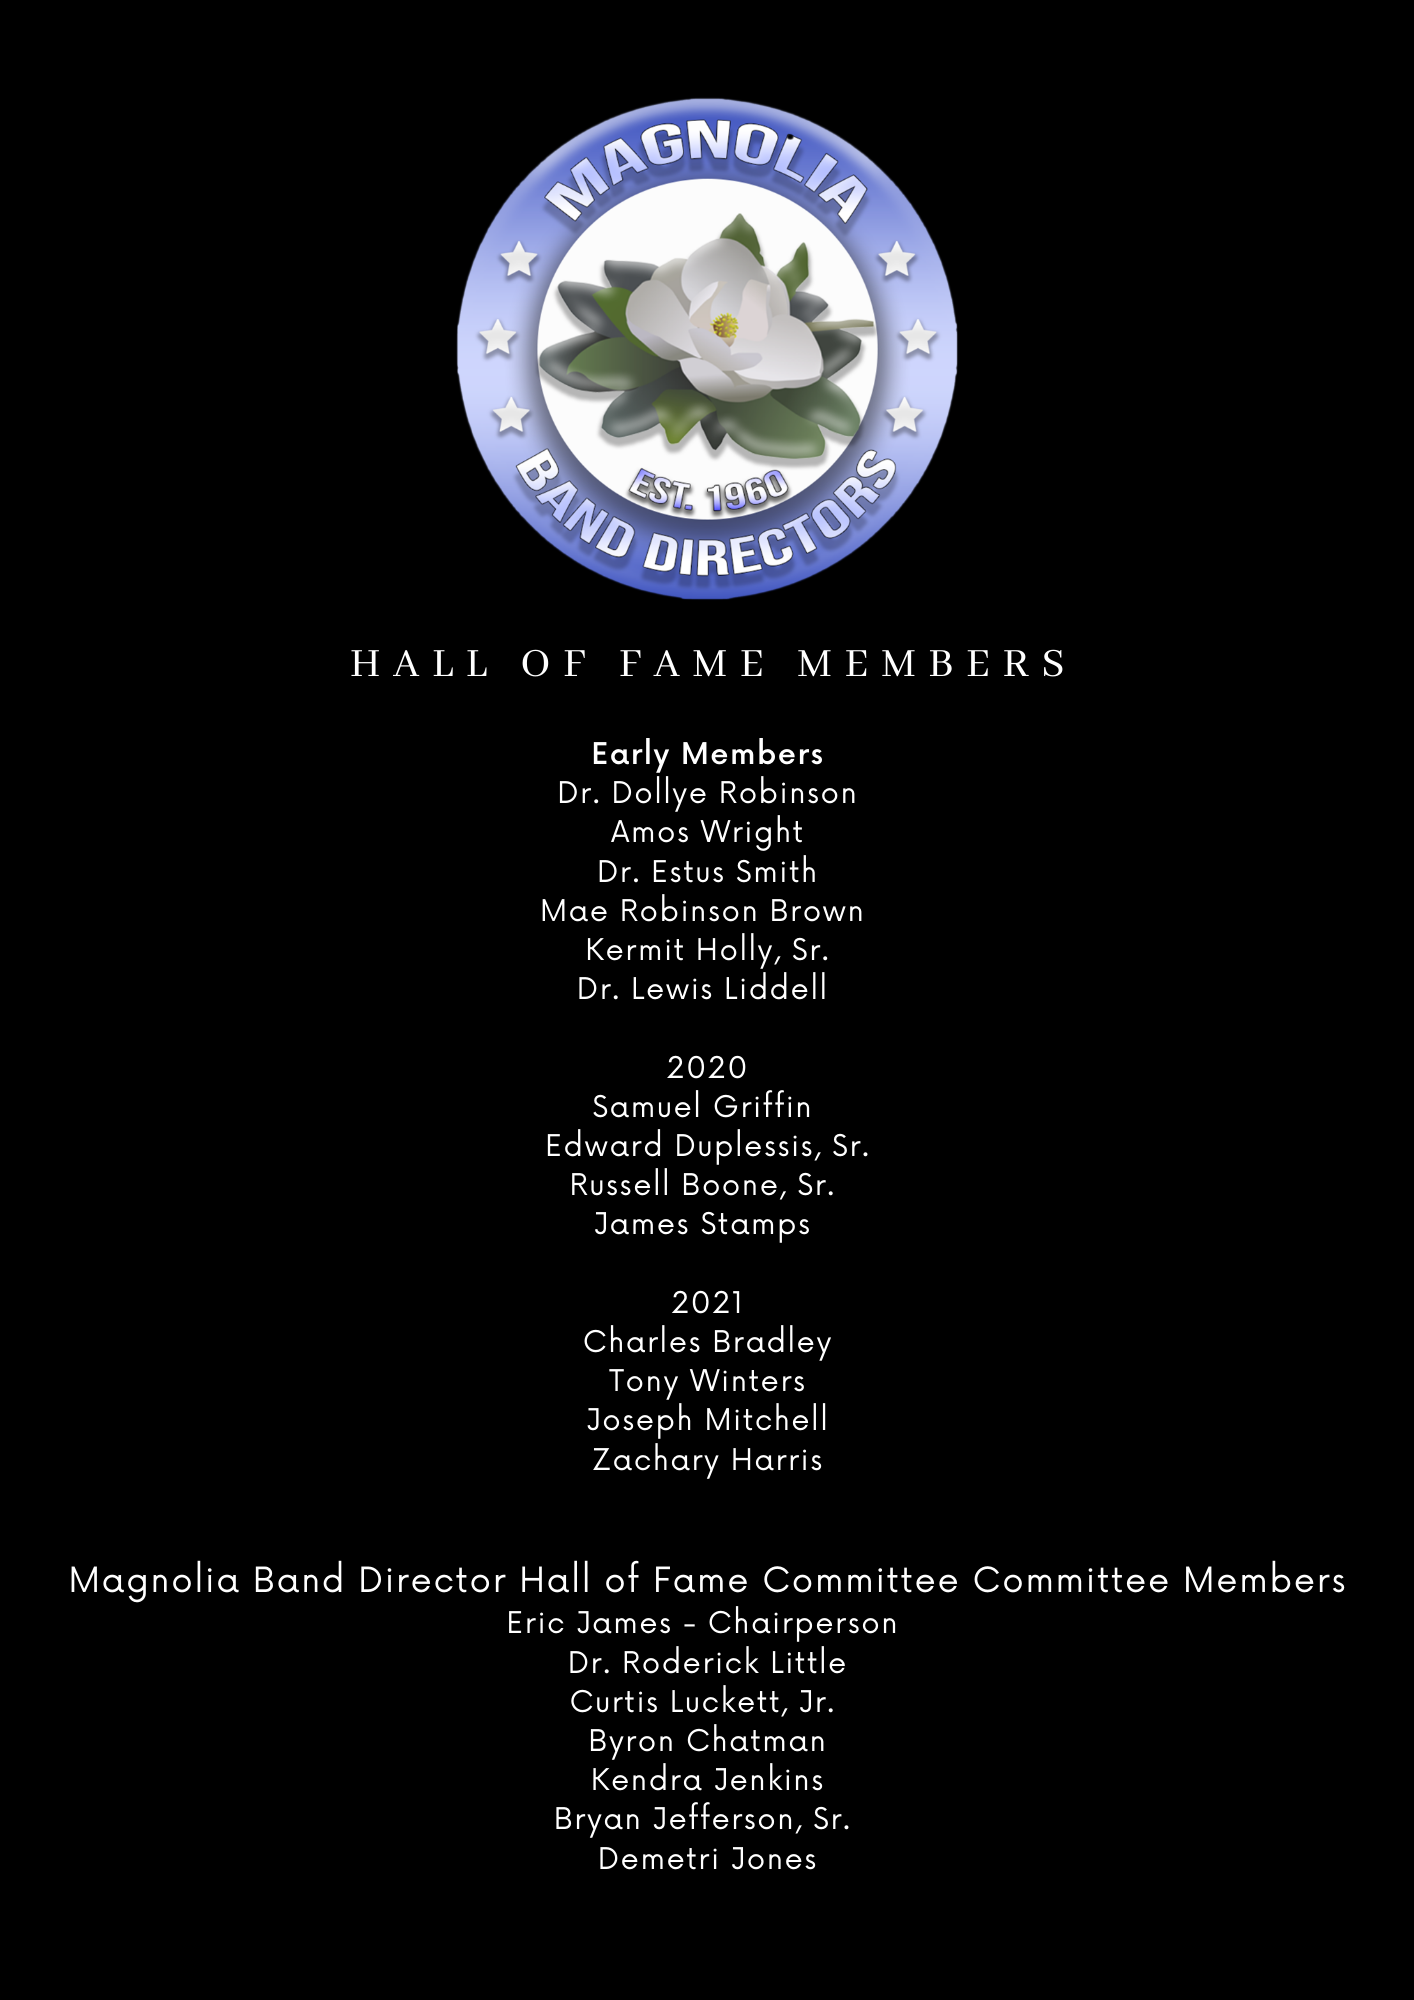 MAGNOLIA
EST. 1960
BAND DIRECTORS
HALL OF FAME MEMBERS
Early Members
Dr. Dollye Robinson
Amos Wright
Dr. Estus Smith
Mae Robinson Brown
Kermit Holly, Sr.
Dr. Lewis Liddell
2020
Samuel Griffin
Edward Duplessis, Sr.
Russell Boone, Sr.
James Stamps
2021
Charles Bradley
Tony Winters
Joseph Mitchell
Zachary Harris
Magnolia Band Director Hall of Fame Committee Committee Members
Eric James - Chairperson
Dr. Roderick Little
Curtis Luckett, Jr.
Byron Chatman
Kendra Jenkins
Bryan Jefferson, Sr.
Demetri Jones